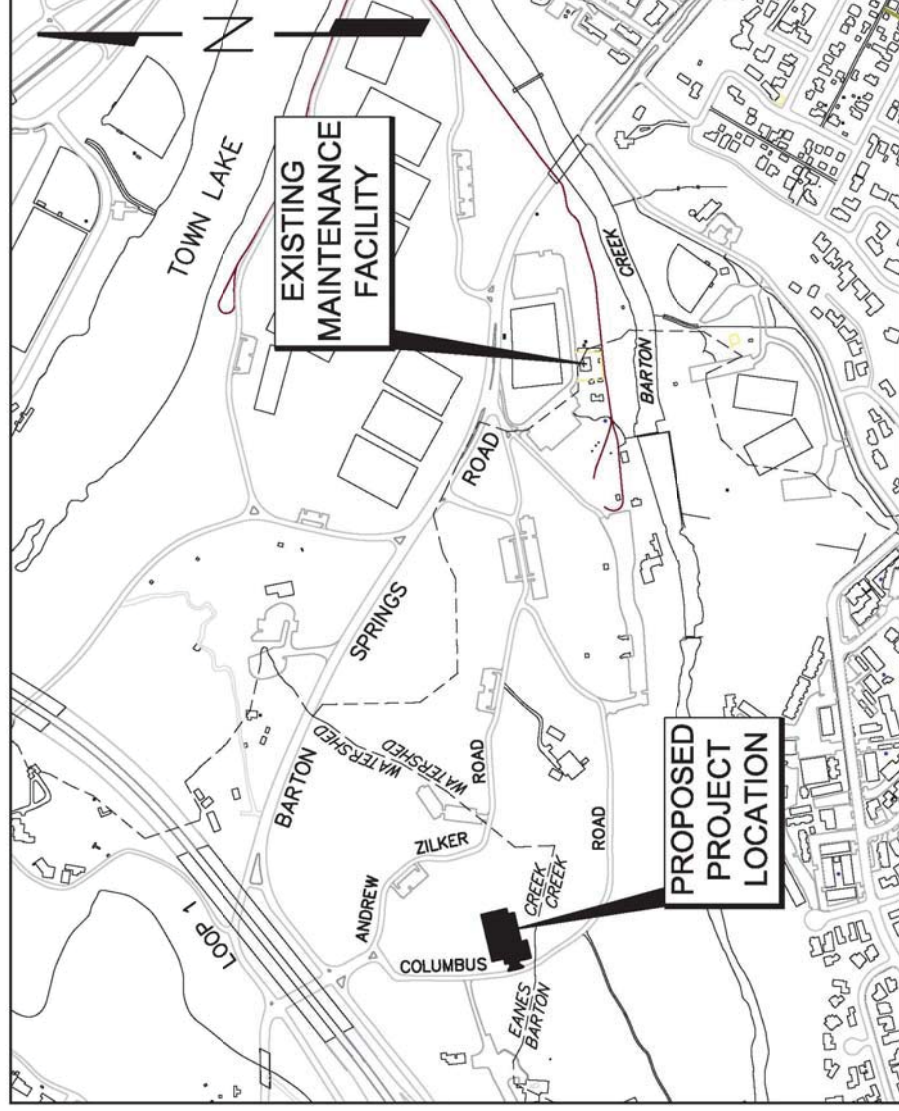 N
TOWN LAKE
EXISTING
MAINTENANCE
FACILITY
CREEK
BARTON
ROAD
SPRINGS
BARTON
WATERSHED
WATERSHED
ROAD
ZILKER
ANDREW
LOOP 1
COLUMBUS
ROAD
CREEK
CREEK
EANES
BARTON
PROPOSED
PROJECT
LOCATION